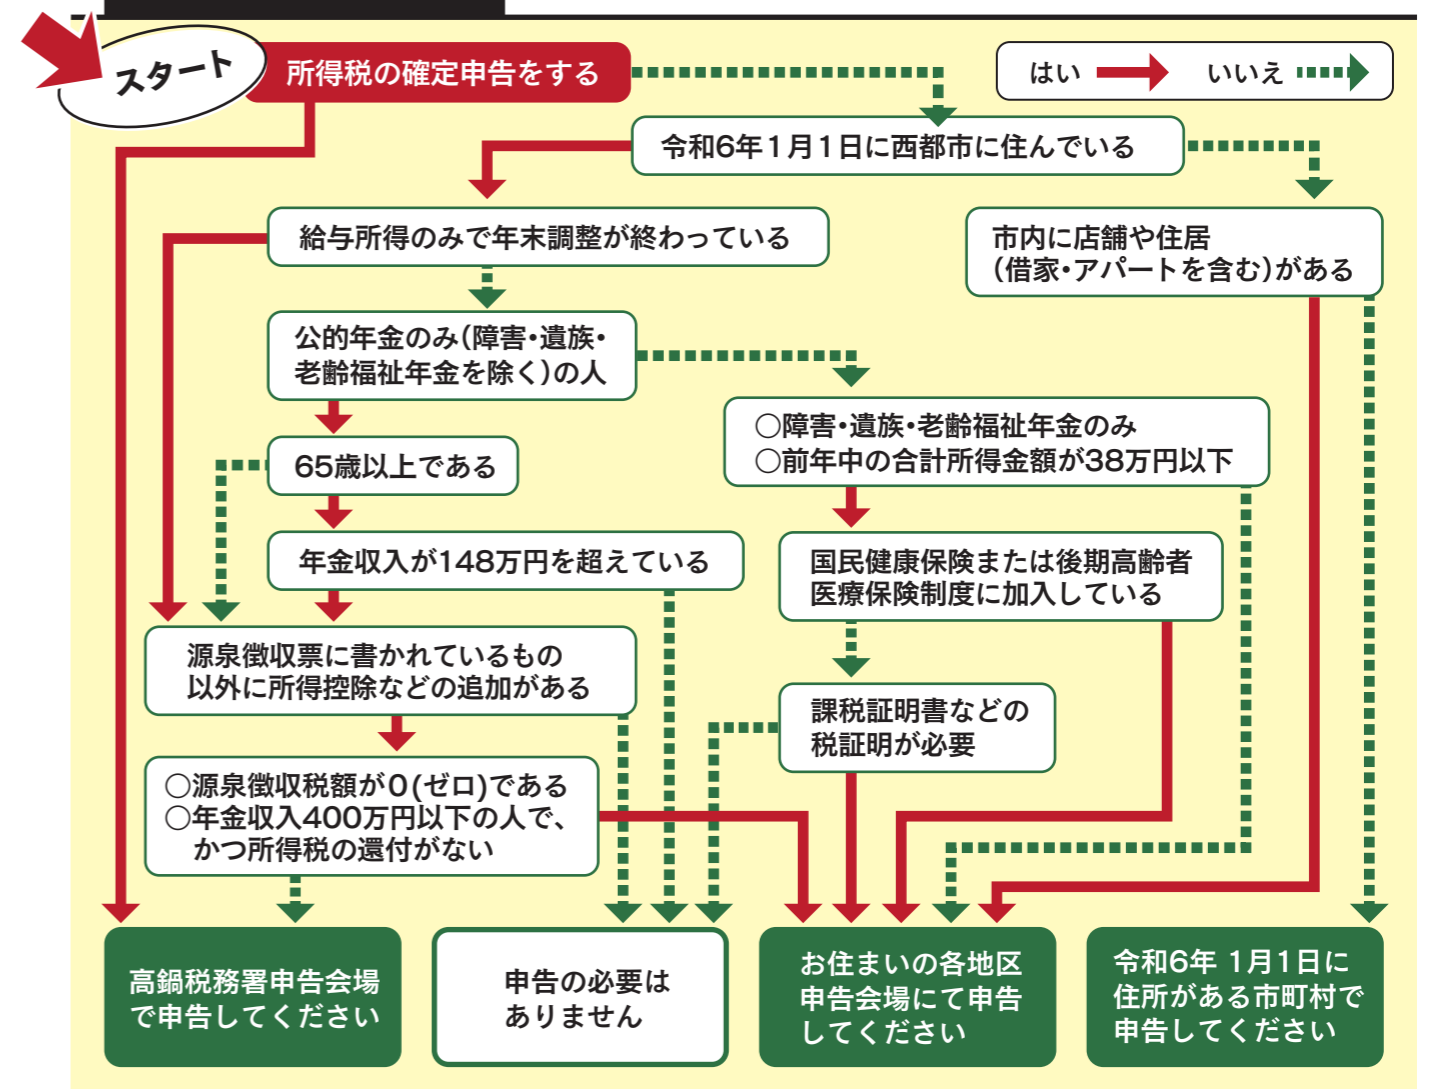 スタート
所得税の確定申告をする
はい
いいえ
令和6年1月1日に西都市に住んでいる
給与所得のみで年末調整が終わっている
市内に店舗や住居
(借家・アパートを含む)がある
公的年金のみ(障害・遺族・
老齢福祉年金を除く)の人
○障害・遺族・老齢福祉年金のみ
○前年中の合計所得金額が38万円以下
65歳以上である
年金収入が148万円を超えている
国民健康保険または後期高齢者
医療保険制度に加入している
源泉徴収票に書かれているもの
以外に所得控除などの追加がある
課税証明書などの
税証明が必要
○源泉徴収税額が0(ゼロ)である
○年金収入400万円以下の人で、
かつ所得税の還付がない
高鍋税務署申告会場
で申告してください
申告の必要は
ありません
お住まいの各地区
申告会場にて申告
してください
令和6年 1月1日に
住所がある市町村で
申告してください